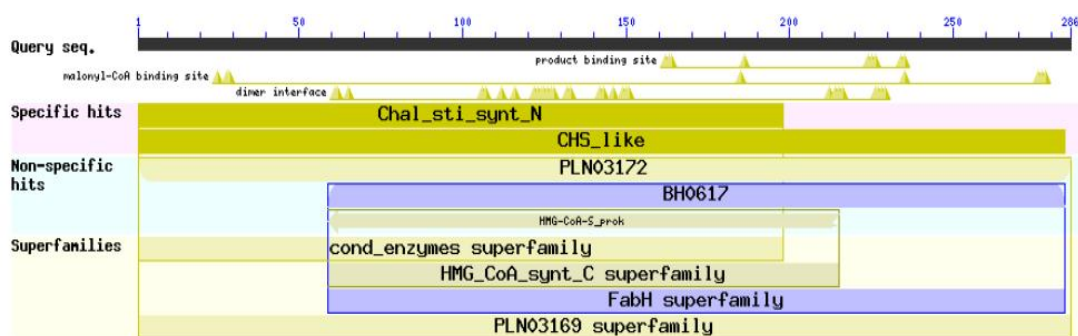 1 50 100 150 200 250 286
Query seq.
product binding site
malonyl-CoA binding site
dimer interface
Specific hits
Chal_sti_synt_N
CHS_like
Non-specific hits
PLN03172
BH0617
HMG-CoA-S_prok
Superfamilies
cond_enzymes superfamily
HMG_CoA_synt_C superfamily
FabH superfamily
PLN03169 superfamily